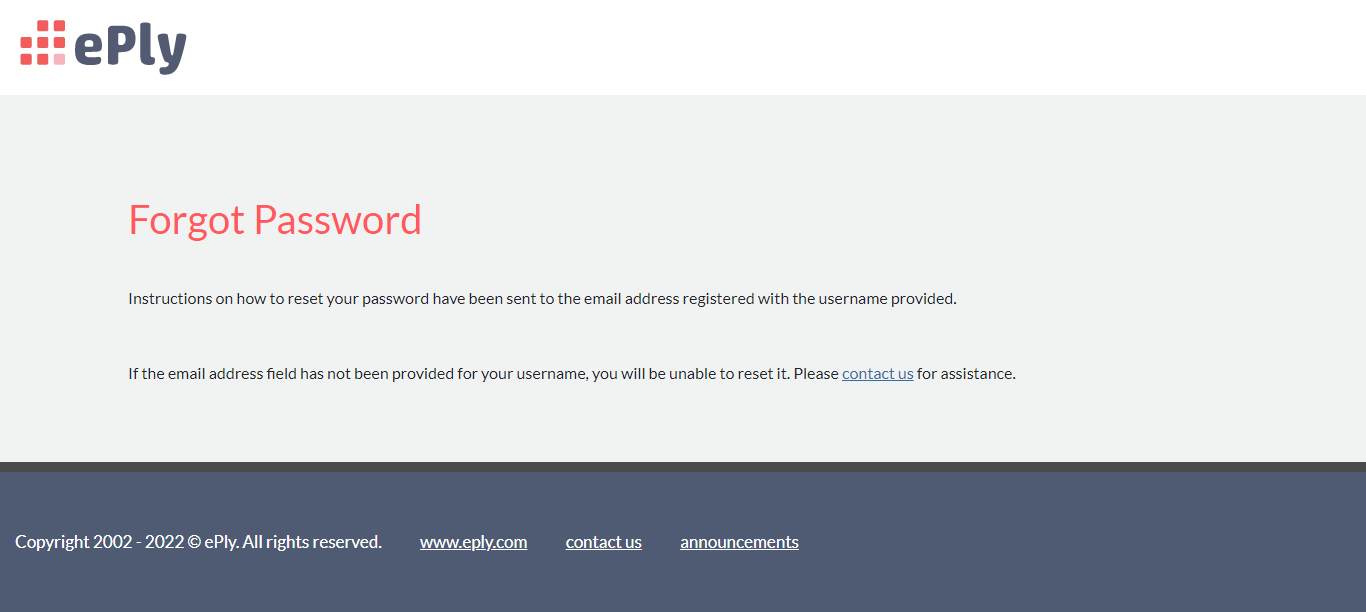 ePly
Forgot Password
Instructions on how to reset your password have been sent to the email address registered with the username provided.
If the email address field has not been provided for your username, you will be unable to reset it. Please contact us for assistance.
Copyright 2002 - 2022 © ePly. All rights reserved. www.eply.com contact us announcements